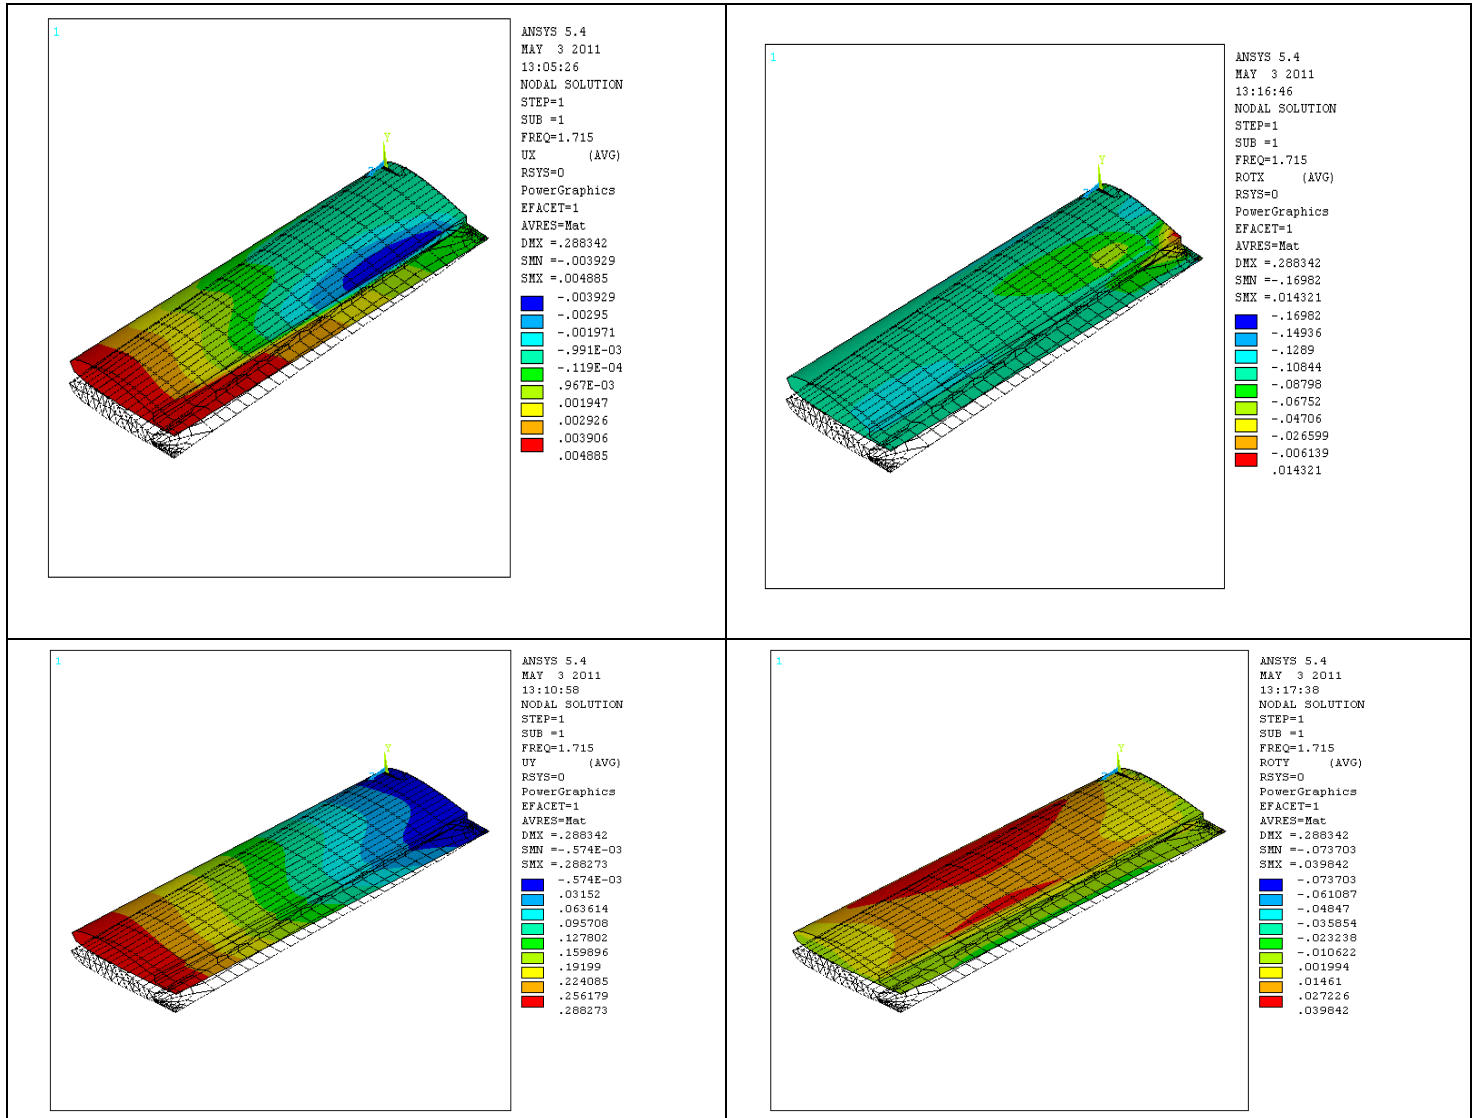 1
ANSYS 5.4
MAY 3 2011
13:05:26
NODAL SOLUTION
STEP=1
SUB =1
FREQ=1.715
UX (AVG)
RSYS=0
PowerGraphics
EFACET=1
AVRES=Mat
DMX =.288342
SMN =-.003929
SMX =.004885
-.003929
-.00295
-.001971
-.991E-03
-.119E-04
.967E-03
.001947
.002926
.003906
.004885
Y
1
ANSYS 5.4
MAY 3 2011
13:16:46
NODAL SOLUTION
STEP=1
SUB =1
FREQ=1.715
ROTX (AVG)
RSYS=0
PowerGraphics
EFACET=1
AVRES=Mat
DMX =.288342
SMN =-.16982
SMX =.014321
-.16982
-.14936
-.1289
-.10844
-.08798
-.06752
-.04706
-.026599
-.006139
.014321
Y
1
ANSYS 5.4
MAY 3 2011
13:10:58
NODAL SOLUTION
STEP=1
SUB =1
FREQ=1.715
UY (AVG)
RSYS=0
PowerGraphics
EFACET=1
AVRES=Mat
DMX =.288342
SMN =-.574E-03
SMX =.288273
-.574E-03
.03152
.063614
.095708
.127802
.159896
.19199
.224085
.256179
.288273
Y
1
ANSYS 5.4
MAY 3 2011
13:17:38
NODAL SOLUTION
STEP=1
SUB =1
FREQ=1.715
ROTY (AVG)
RSYS=0
PowerGraphics
EFACET=1
AVRES=Mat
DMX =.288342
SMN =-.073703
SMX =.039842
-.073703
-.061087
-.04847
-.035854
-.023238
-.010622
.001994
.01461
.027226
.039842
Y